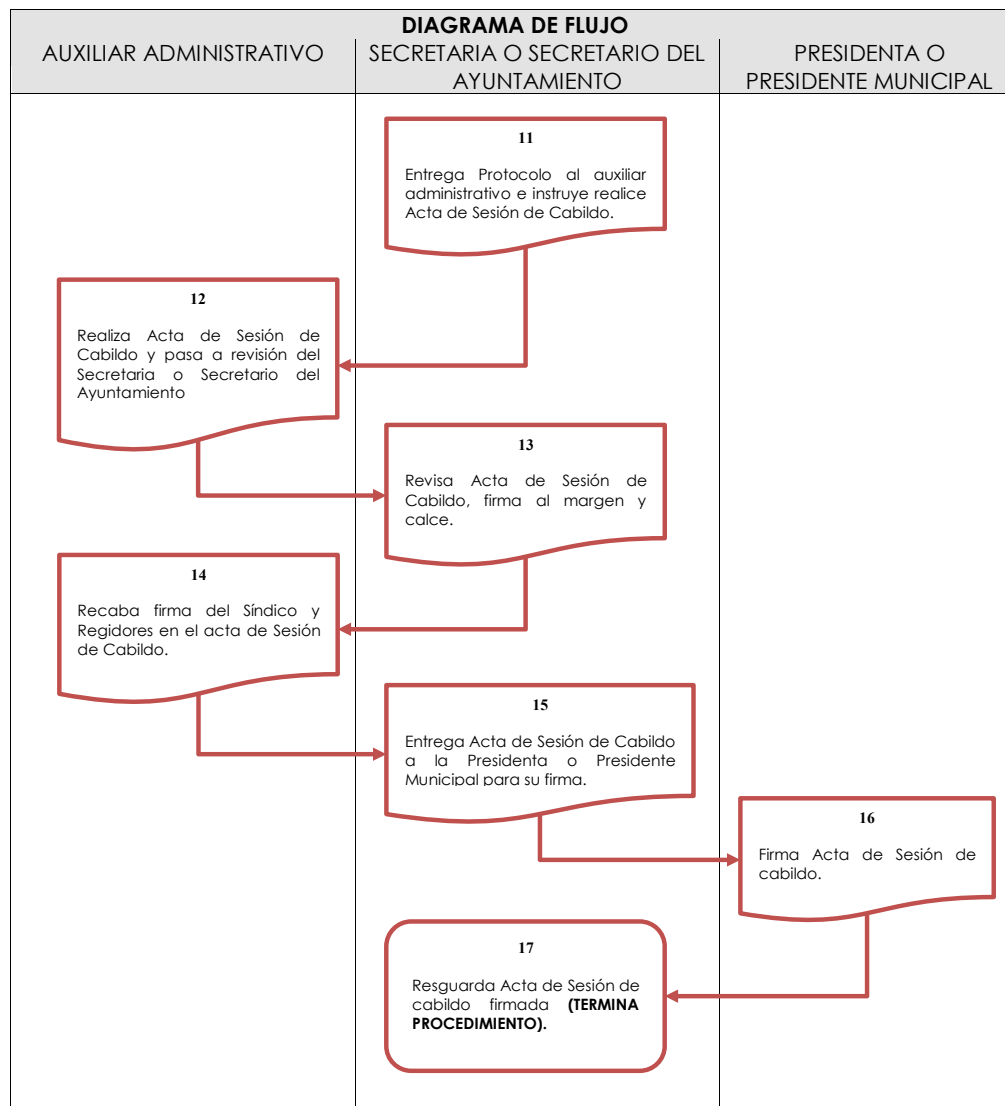 DIAGRAMA DE FLUJO
AUXILIAR ADMINISTRATIVO
SECRETARIA O SECRETARIO DEL
AYUNTAMIENTO
PRESIDENTA O
PRESIDENTE MUNICIPAL
11
Entrega Protocolo al auxiliar
administrativo e instruye realice
Acta de Sesión de Cabildo.
12
Realiza Acta de Sesión de
Cabildo y pasa a revisión del
Secretaria o Secretario del
Ayuntamiento
13
Revisa Acta de Sesión de
Cabildo, firma al margen y
calce.
14
Recaba firma del Síndico y
Regidores en el acta de Sesión
de Cabildo.
15
Entrega Acta de Sesión de Cabildo
a la Presidenta o Presidente
Municipal para su firma.
16
Firma Acta de Sesión de
cabildo.
17
Resguarda Acta de Sesión de
cabildo firmada (TERMINA
PROCEDIMIENTO).